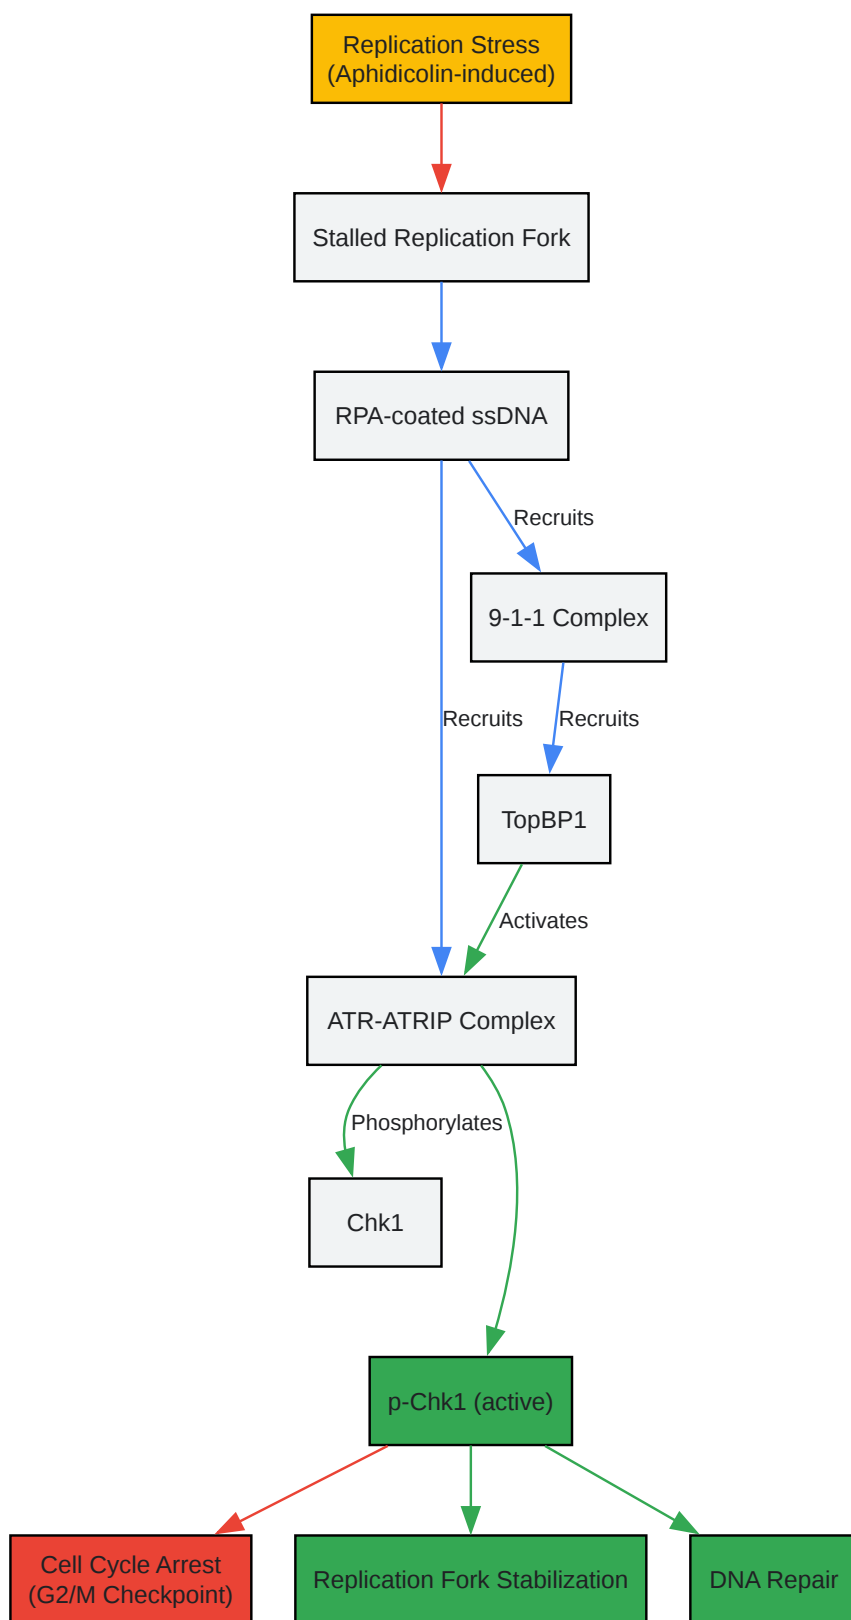 Replication Stress
(Aphidicolin-induced)
Stalled Replication Fork
RPA-coated ssDNA
Recruits
9-1-1 Complex
Recruits
Recruits
TopBP1
Activates
ATR-ATRIP Complex
Phosphorylates
Chk1
p-Chk1 (active)
Cell Cycle Arrest
(G2/M Checkpoint)
Replication Fork Stabilization
DNA Repair